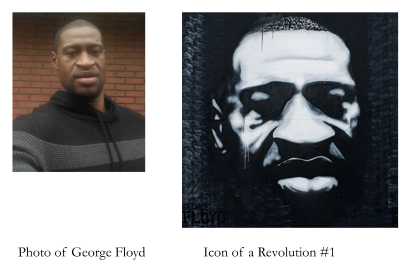 FLOYD
Photo of George Floyd
Icon of a Revolution #1